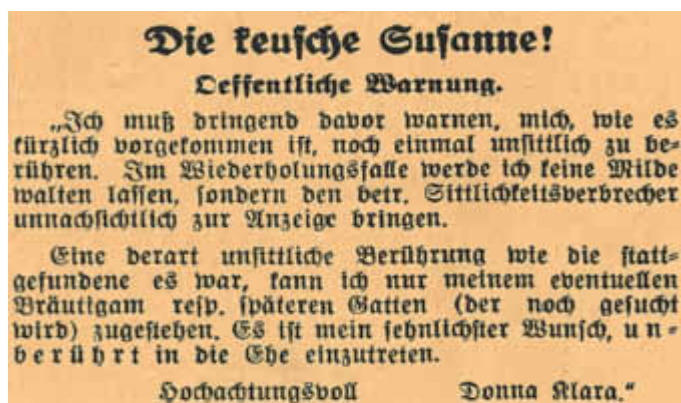 Die keusche Susanne!
Oeffentliche Warnung.
„Ich muß dringend davor warnen, mich, wie es
kürzlich vorgekommen ist, noch einmal unsittlich zu be-
rühren. Im Wiederholungsfalle werde ich keine Milde
walten lassen, sondern den betr. Sittlichkeitsverbrecher
unnachsichtlich zur Anzeige bringen.
Eine derart unsittliche Berührung wie die statt-
gefundene es war, kann ich nur meinem eventuellen
Bräutigam resp. späteren Gatten (der noch gesucht
wird) zugestehen. Es ist mein sehnlichster Wunsch, un-
berührt in die Ehe einzutreten.
Hochachtungsvoll Donna Klara."